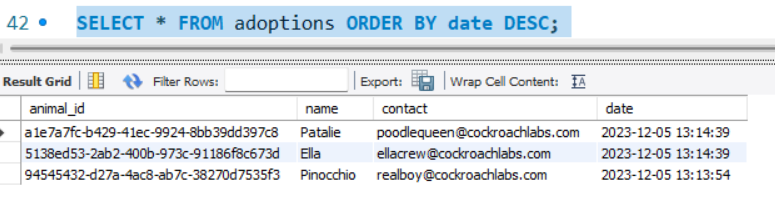 42 SELECT * FROM adoptions ORDER BY date DESC;
Result Grid Filter Rows: Export: Wrap Cell Content:
animal_id name contact date
a1e7a7fc-b429-41ec-9924-8bb39dd397c8 Patalie poodlequeen@cockroachlabs.com 2023-12-05 13:14:39
5138ed53-2ab2-400b-973c-91186f8c673d Ella ellacrew@cockroachlabs.com 2023-12-05 13:14:39
94545432-d27a-4ac8-ab7c-38270d7535f3 Pinocchio realboy@cockroachlabs.com 2023-12-05 13:13:54